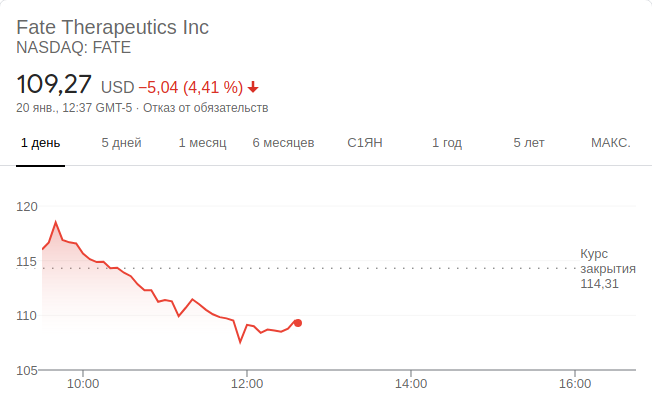 Fate Therapeutics Inc
NASDAQ: FATE
109,27 USD −5,04 (4,41 %)
20 янв., 12:37 GMT-5 · Отказ от обязательств
1 день 5 дней 1 месяц 6 месяцев С1ЯН 1 год 5 лет МАКС.
120
115
110
105
Курс
закрытия
114,31
10:00 12:00 14:00 16:00